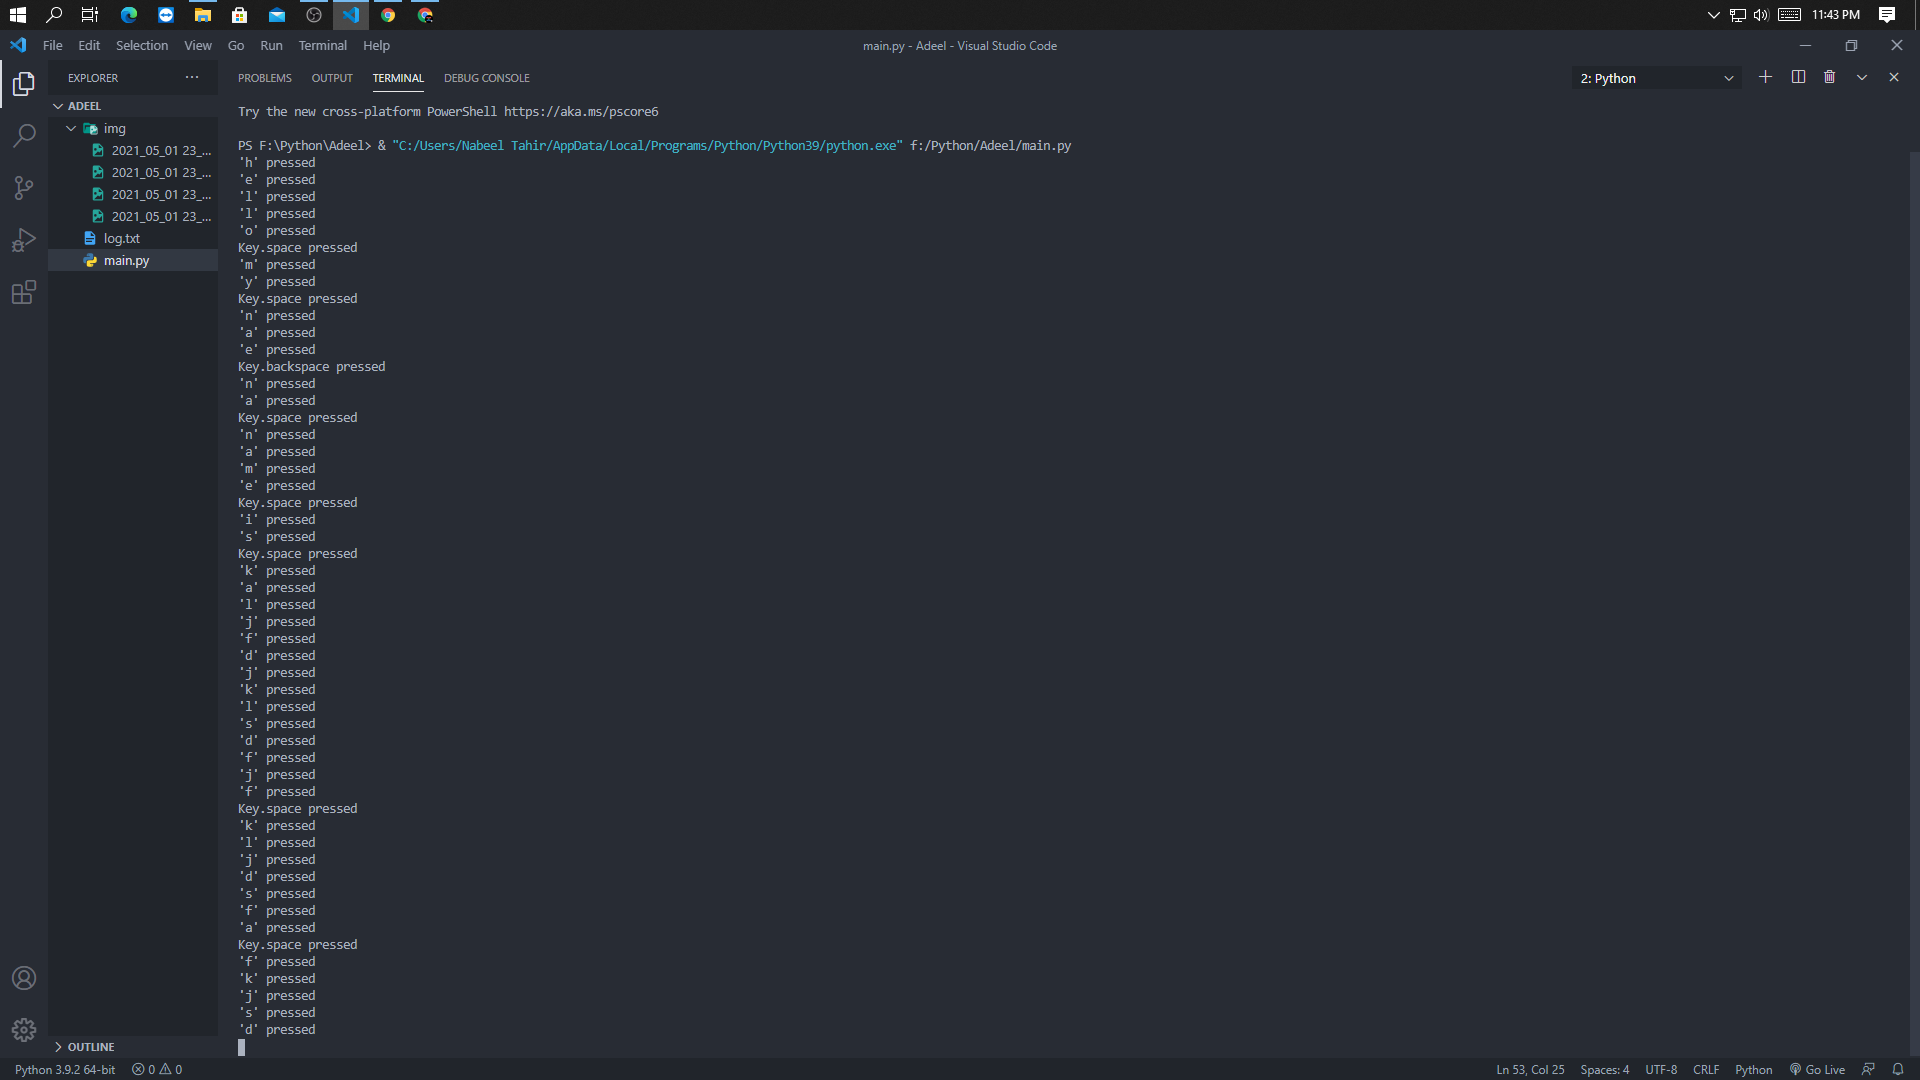 11:43 PM
File Edit Selection View Go Run Terminal Help
main.py - Adeel - Visual Studio Code
EXPLORER
PROBLEMS OUTPUT TERMINAL DEBUG CONSOLE
2: Python
ADEEL
img
2021_05_01 23_...
2021_05_01 23_...
2021_05_01 23_...
2021_05_01 23_...
log.txt
main.py
Try the new cross-platform PowerShell https://aka.ms/pscore6
PS F:\Python\Adeel> & "C:/Users/Nabeel Tahir/AppData/Local/Programs/Python/Python39/python.exe" f:/Python/Adeel/main.py
'h' pressed
'e' pressed
'l' pressed
'l' pressed
'o' pressed
Key.space pressed
'm' pressed
'y' pressed
Key.space pressed
'n' pressed
'a' pressed
'e' pressed
Key.backspace pressed
'n' pressed
'a' pressed
Key.space pressed
'n' pressed
'a' pressed
'm' pressed
'e' pressed
Key.space pressed
'i' pressed
's' pressed
Key.space pressed
'k' pressed
'a' pressed
'l' pressed
'j' pressed
'f' pressed
'd' pressed
'j' pressed
'k' pressed
'l' pressed
's' pressed
'd' pressed
'f' pressed
'j' pressed
'f' pressed
Key.space pressed
'k' pressed
'l' pressed
'j' pressed
'd' pressed
's' pressed
'f' pressed
'a' pressed
Key.space pressed
'f' pressed
'k' pressed
'j' pressed
's' pressed
'd' pressed
OUTLINE
Python 3.9.2 64-bit 0 0
Ln 53, Col 25 Spaces: 4 UTF-8 CRLF Python Go Live